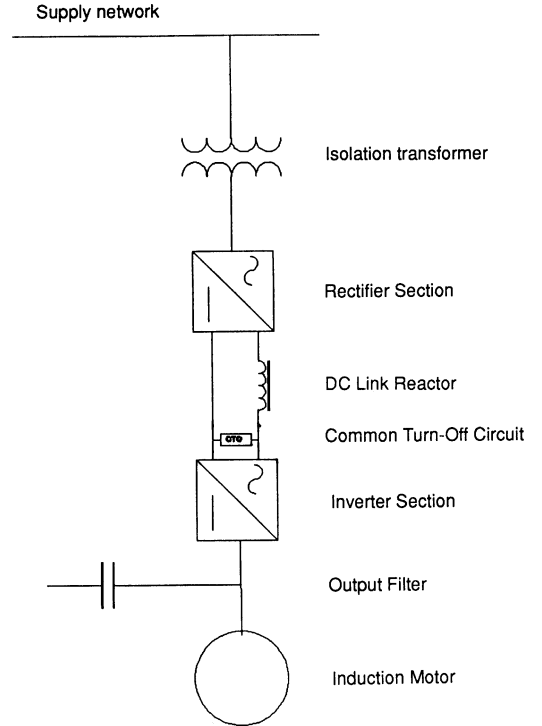 Supply network
Isolation transformer
Rectifier Section
DC Link Reactor
CTO
Common Turn-Off Circuit
Inverter Section
Output Filter
Induction Motor